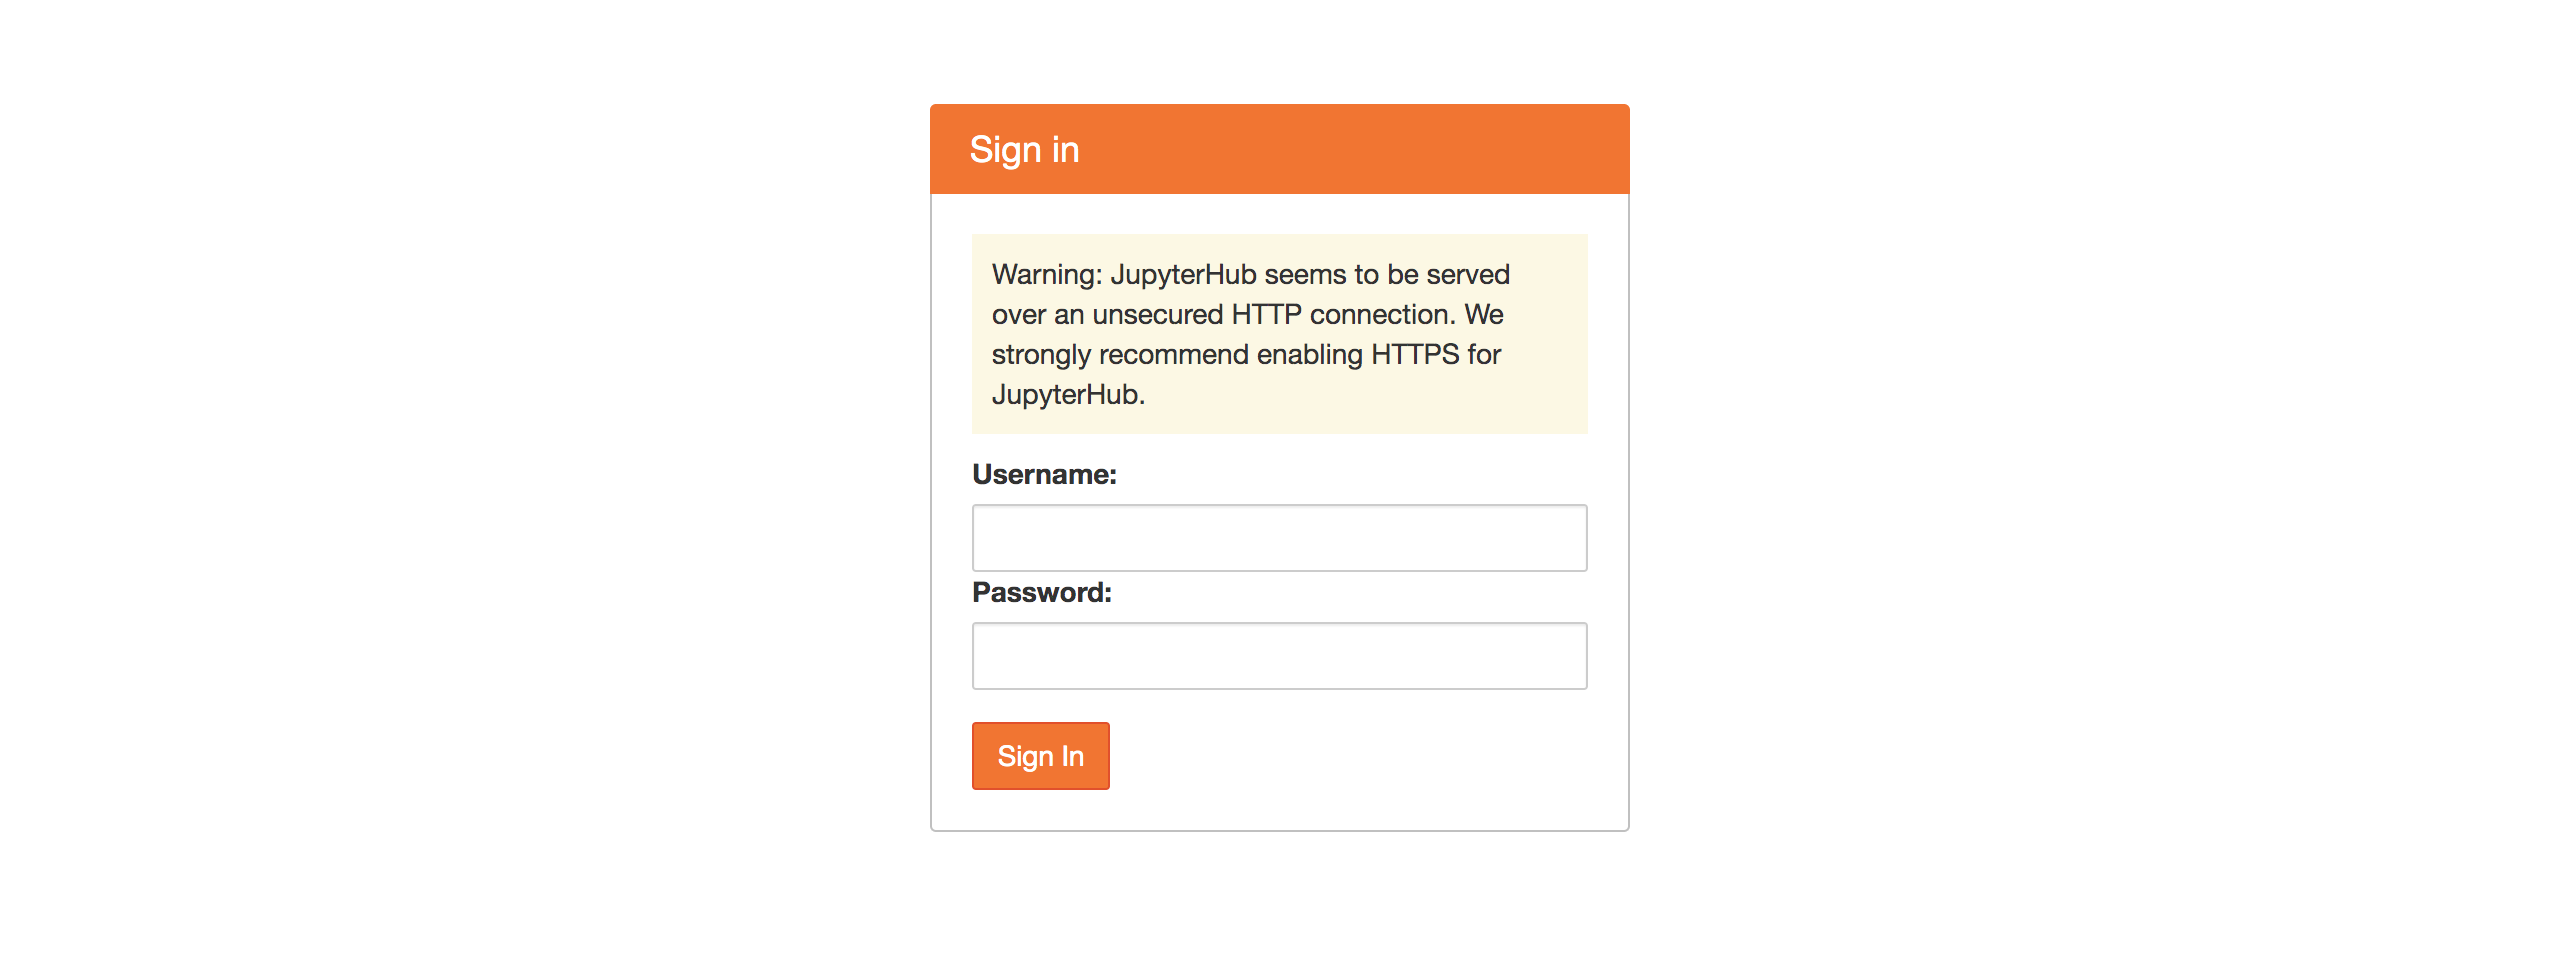 Sign in
Warning: JupyterHub seems to be served
over an unsecured HTTP connection. We
strongly recommend enabling HTTPS for
JupyterHub.
Username:
Password:
Sign In